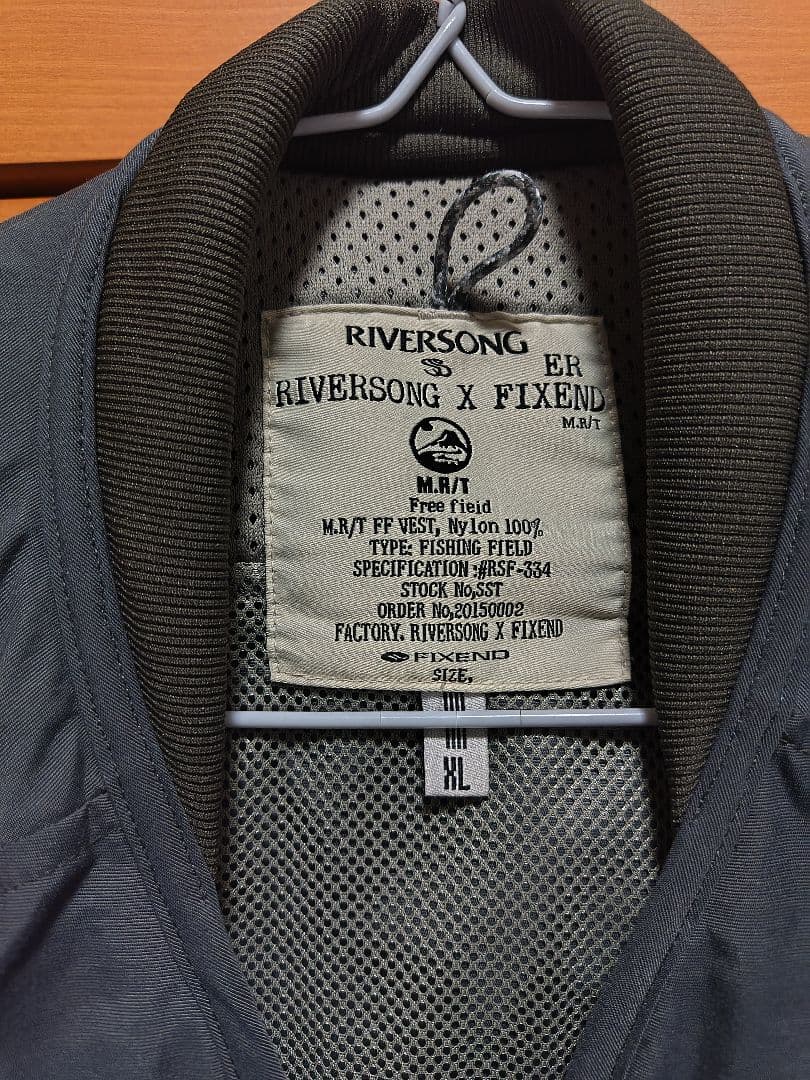 RIVERSONG
ER
RIVERSONG X FIXEND
M.R/T
M.R/T
Free fieid
M.R/T FF VEST, Nylon 100%
TYPE: FISHING FIELD
SPECIFICATION :#RSF-334
STOCK No,SST
ORDER No,20150002
FACTORY. RIVERSONG X FIXEND
FIXEND
SIZE,
XL